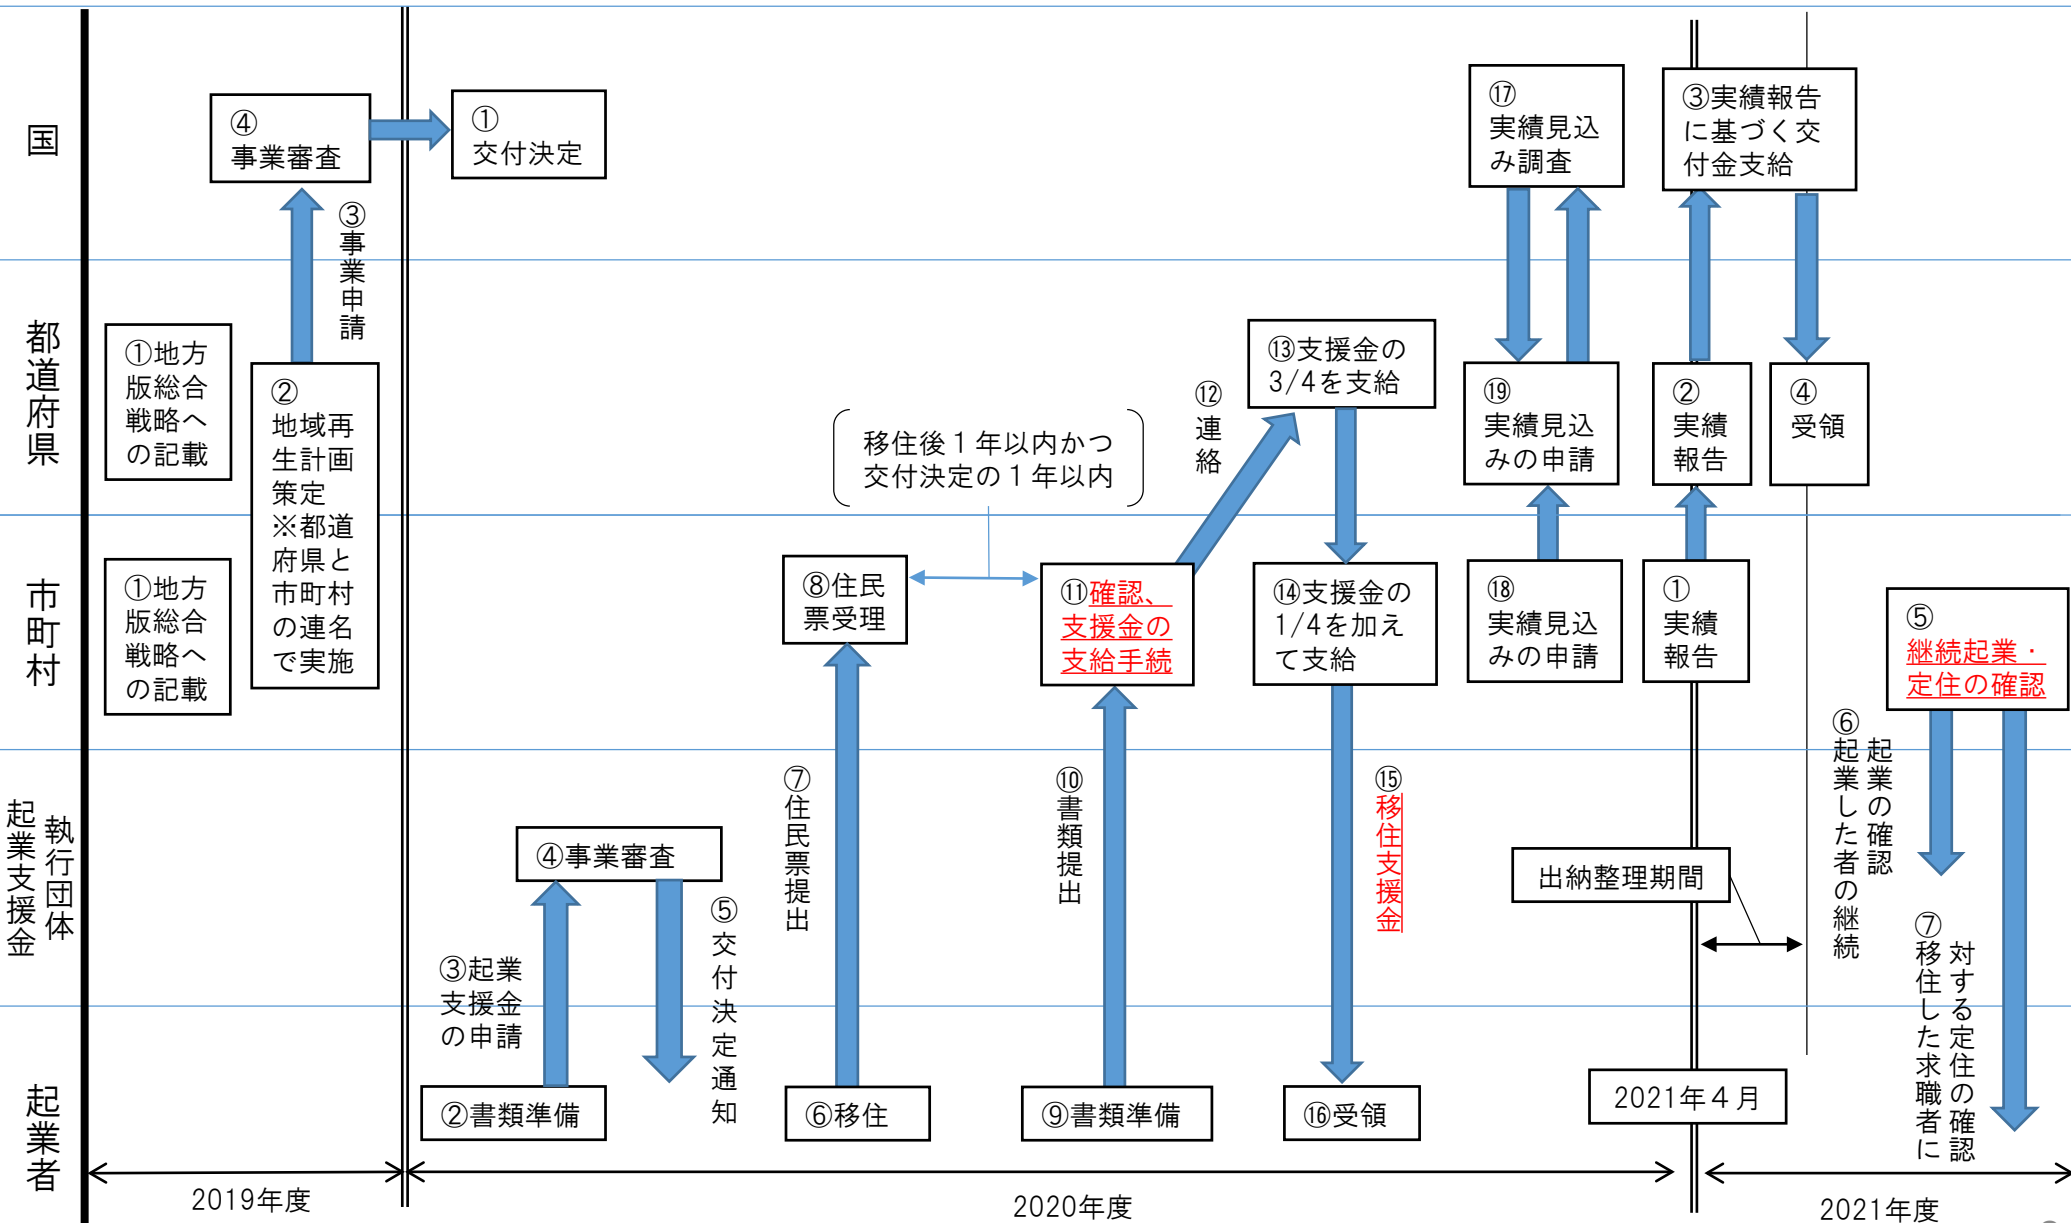 国
④
事業審査
①
交付決定
⑰
実績見込
み調査
③実績報告
に基づく交
付金支給
③事業申請
都道府県
①地方
版総合
戦略へ
の記載
②
地域再
生計画
策定
※都道
府県と
市町村
の連名
で実施
移住後1年以内かつ
交付決定の1年以内
⑫連絡
⑬支援金の
3/4を支給
⑲
実績見込
みの申請
②
実績
報告
④
受領
市町村
①地方
版総合
戦略へ
の記載
⑧住民
票受理
⑪確認、
支援金の
支給手続
⑭支援金の
1/4を加え
て支給
⑱
実績見込
みの申請
①
実績
報告
⑤
継続起業・
定住の確認
起業支援金
執行団体
④事業審査
③起業
支援金
の申請
⑤交付決定通知
⑦住民票提出
⑩書類提出
⑮移住支援金
出納整理期間
⑥起業した者の継続
起業の確認
⑦移住した求職者に
対する定住の確認
起業者
②書類準備
⑥移住
⑨書類準備
⑯受領
2021年4月
2019年度
2020年度
2021年度